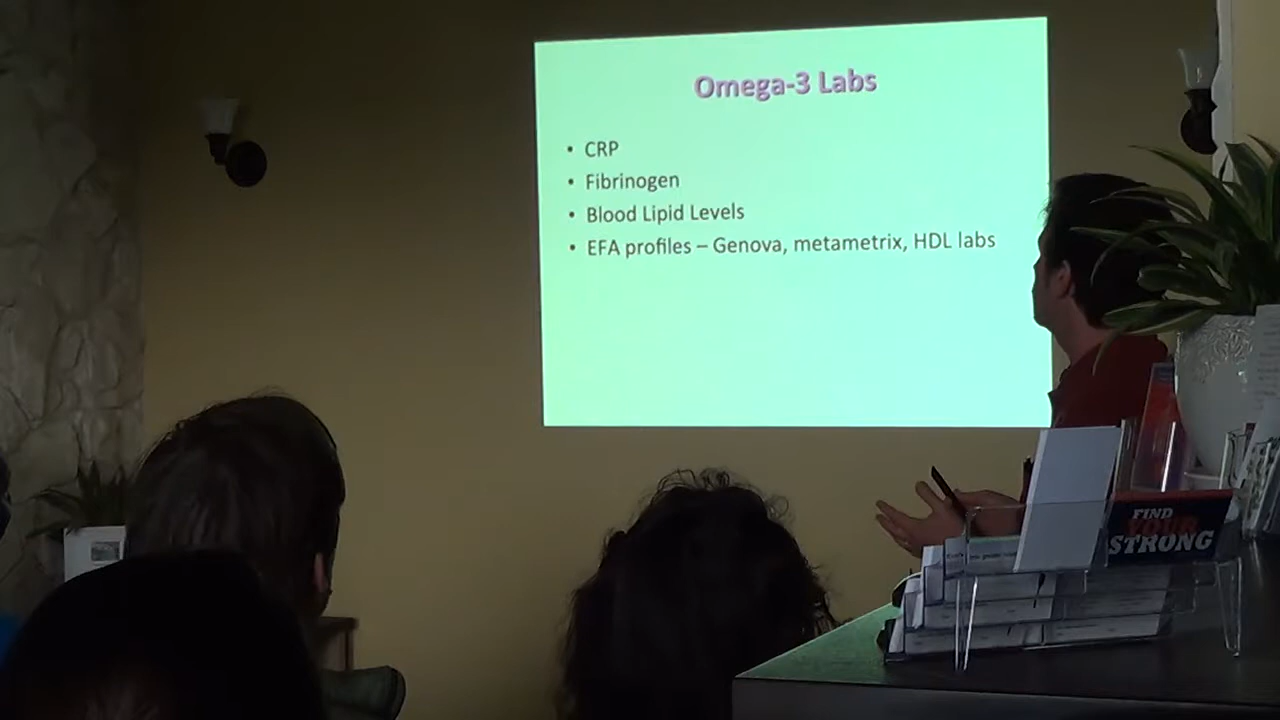 Omega-3 Labs
• CRP
• Fibrinogen
• Blood Lipid Levels
• EFA profiles – Genova, metametrix, HDL labs
FIND
YOUR
STRONG